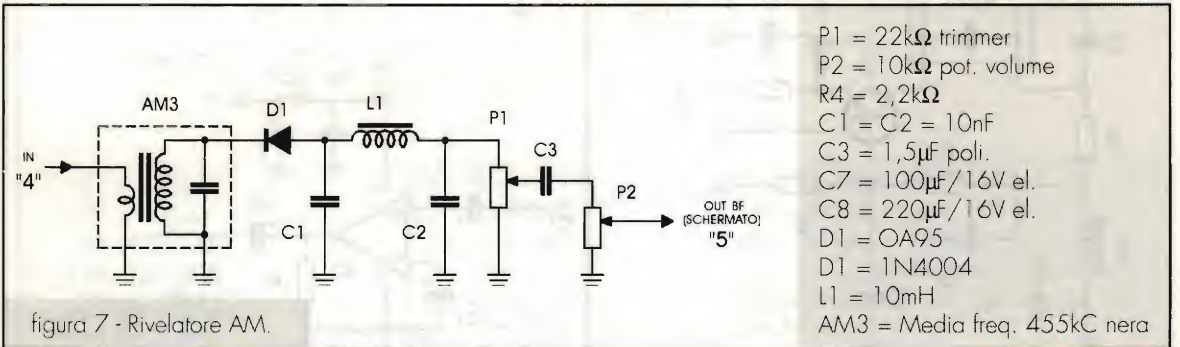 AM3
D1
L1
P1
C3
P2
IN
"4"
C1
C2
OUT BF
(SCHERMATO)
"5"
figura 7 - Rivelatore AM.
P1 = 22kΩ trimmer
P2 = 10kΩ pot. volume
R4 = 2,2kΩ
C1 = C2 = 10nF
C3 = 1,5µF poli.
C7 = 100µF/16V el.
C8 = 220µF/16V el.
D1 = OA95
D1 = 1N4004
L1 = 10mH
AM3 = Media freq. 455kC nera